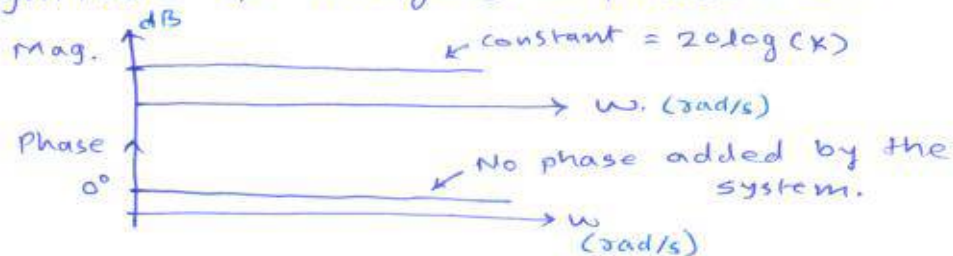 dB
Mag.
constant = 20log(K)
ω. (rad/s)
Phase
No phase added by the
system.
0°
ω
(rad/s)